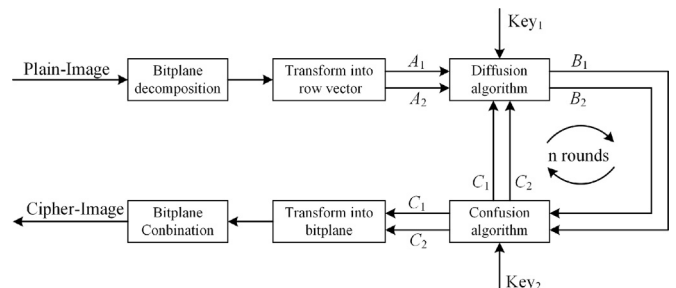 Key1
Plain-Image
Bitplane
decomposition
Transform into
row vector
A1
A2
Diffusion
algorithm
B1
B2
n rounds
C1
C2
Cipher-Image
Bitplane
Conbination
Transform into
bitplane
C1
C2
Confusion
algorithm
Key2